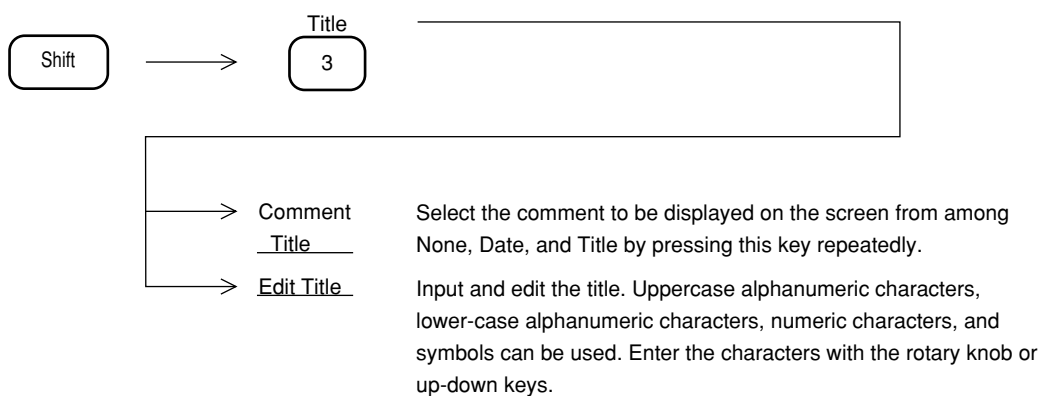 Title
Shift
3
Comment
Title
Select the comment to be displayed on the screen from among
None, Date, and Title by pressing this key repeatedly.
Edit Title
Input and edit the title. Uppercase alphanumeric characters,
lower-case alphanumeric characters, numeric characters, and
symbols can be used. Enter the characters with the rotary knob or
up-down keys.